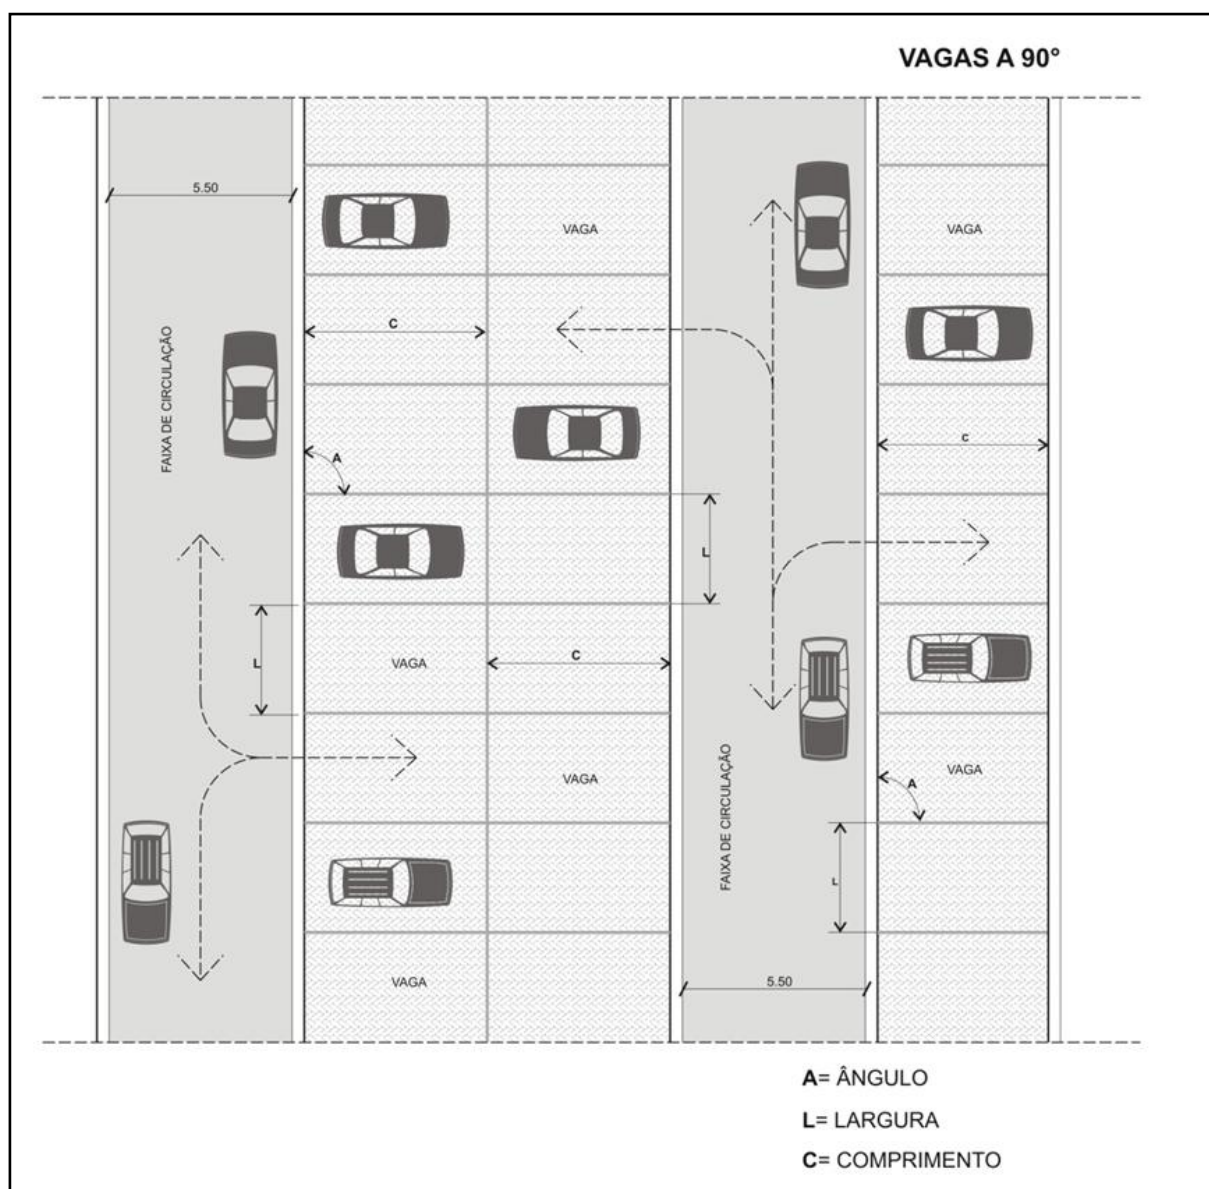 VAGAS A 90°
5.50
VAGA
VAGA
FAIXA DE CIRCULAÇÃO
C
C
A
L
L
VAGA
C
VAGA
VAGA
A
FAIXA DE CIRCULAÇÃO
L
VAGA
5.50
A= ÂNGULO
L= LARGURA
C= COMPRIMENTO